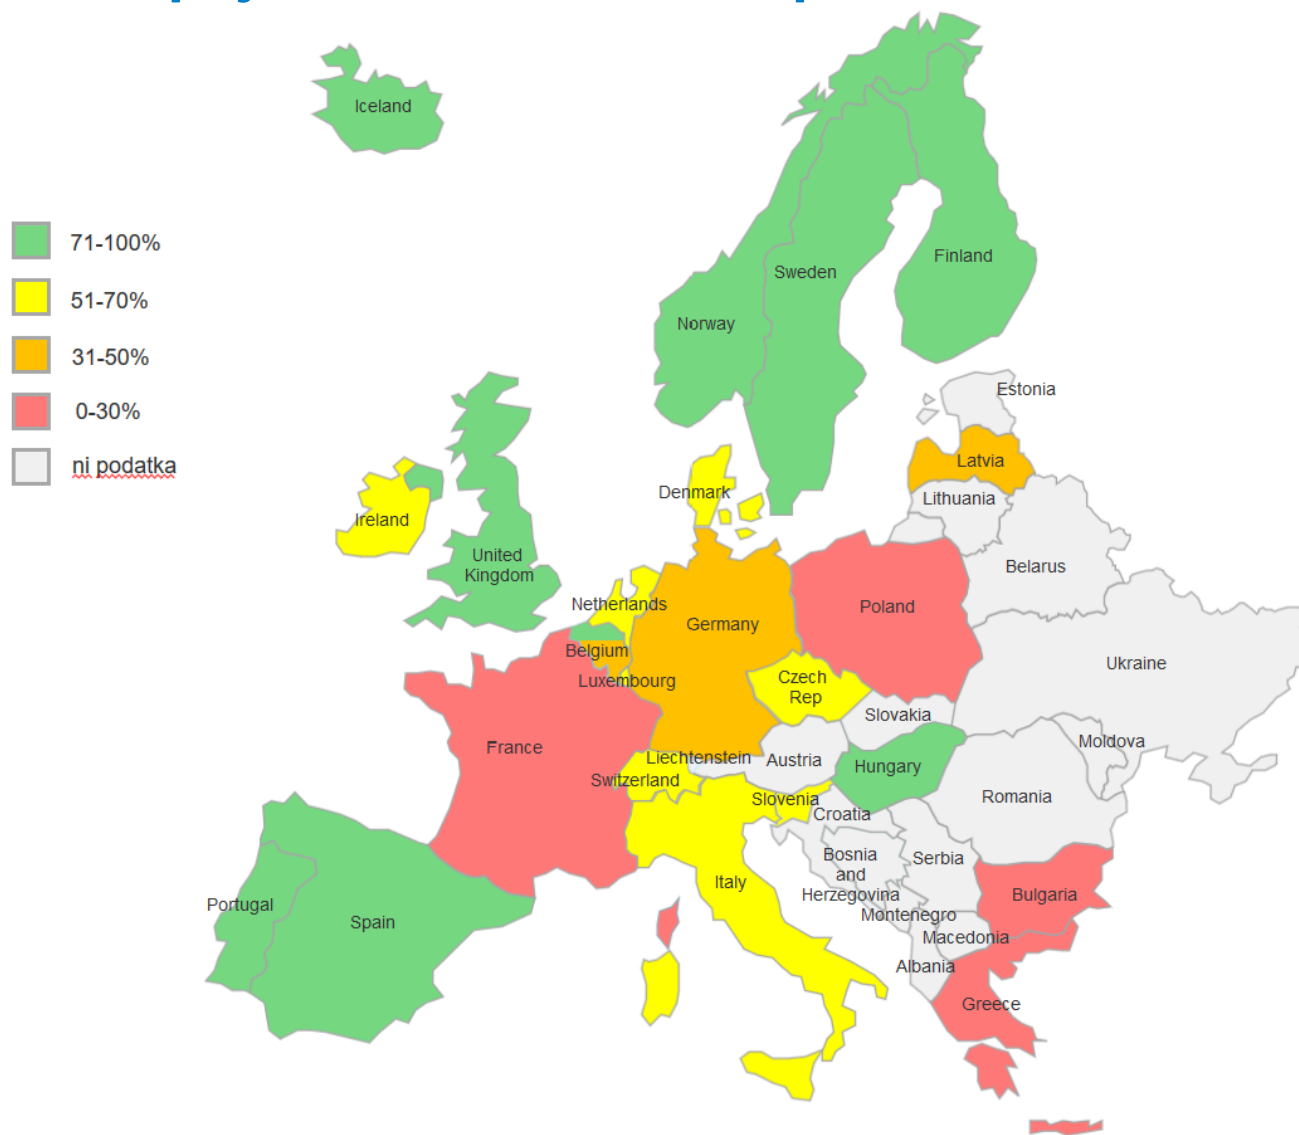 Iceland
71-100%
51-70%
31-50%
0-30%
ni podatka
Norway
Sweden
Finland
Estonia
Latvia
Lithuania
Denmark
Ireland
United
Kingdom
Belarus
Netherlands
Germany
Poland
Belgium
Luxembourg
Czech
Rep
Ukraine
Slovakia
France
Liechtenstein
Switzerland
Austria
Hungary
Moldova
Slovenia
Croatia
Romania
Italy
Bosnia
and
Herzegovina
Serbia
Bulgaria
Montenegro
Macedonia
Albania
Greece
Portugal
Spain